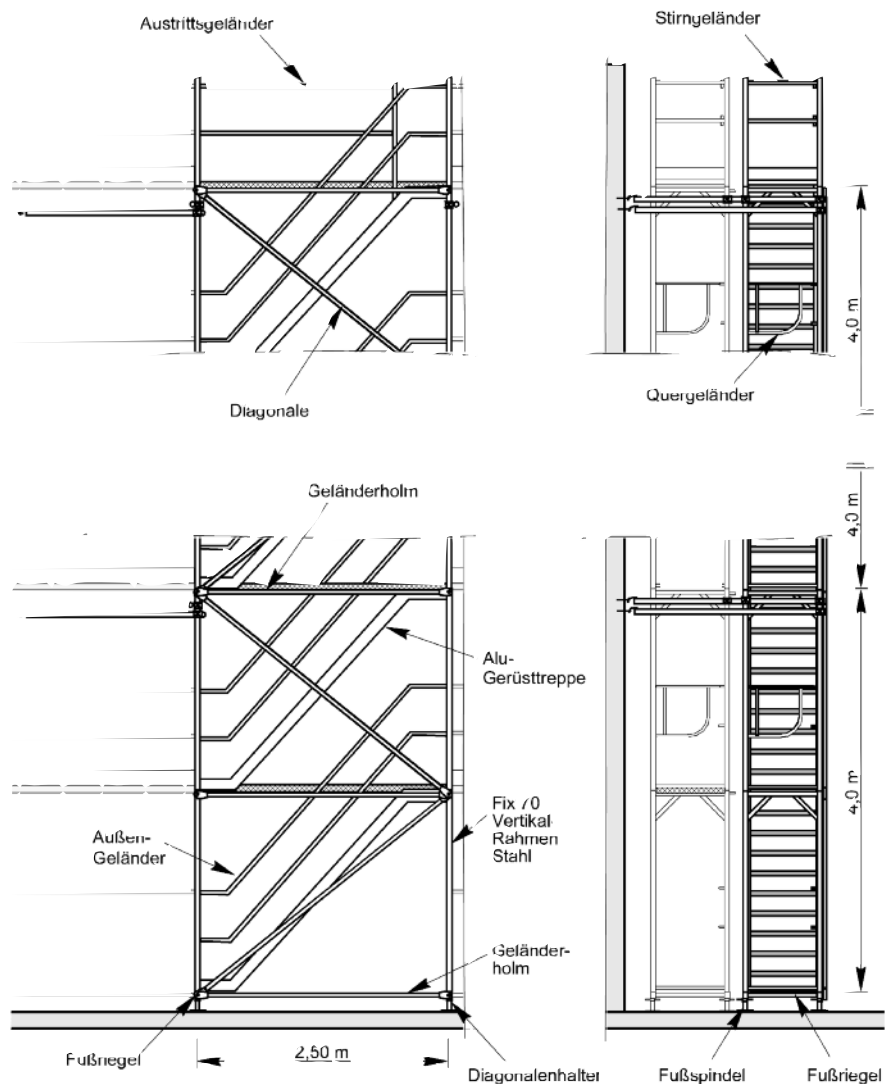 Austrittsgeländer
Stirngeländer
4,0 m
Diagonale
Quergeländer
Geländerholm
4,0 m
Alu-
Gerüsttreppe
Fix 70
Vertikal-
Rahmen
Stahl
4,0 m
Außen-
Geländer
Geländer-
holm
Fußriegel
2,50 m
Diagonalenhalter
Fußspindel
Fußriegel